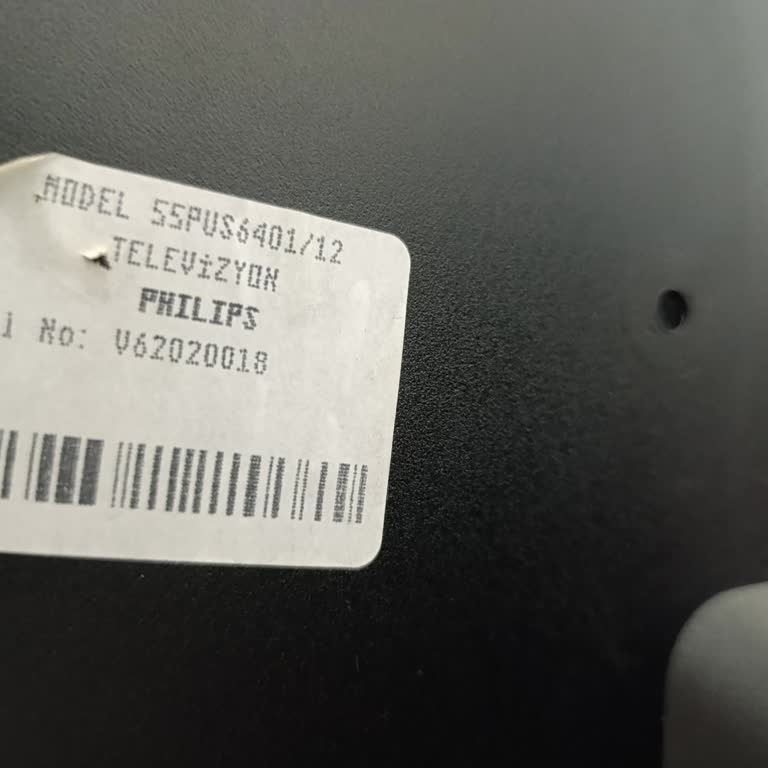 MODEL 55PUS6401/12
TELEVİZYON
PHILIPS
i No: V62020018